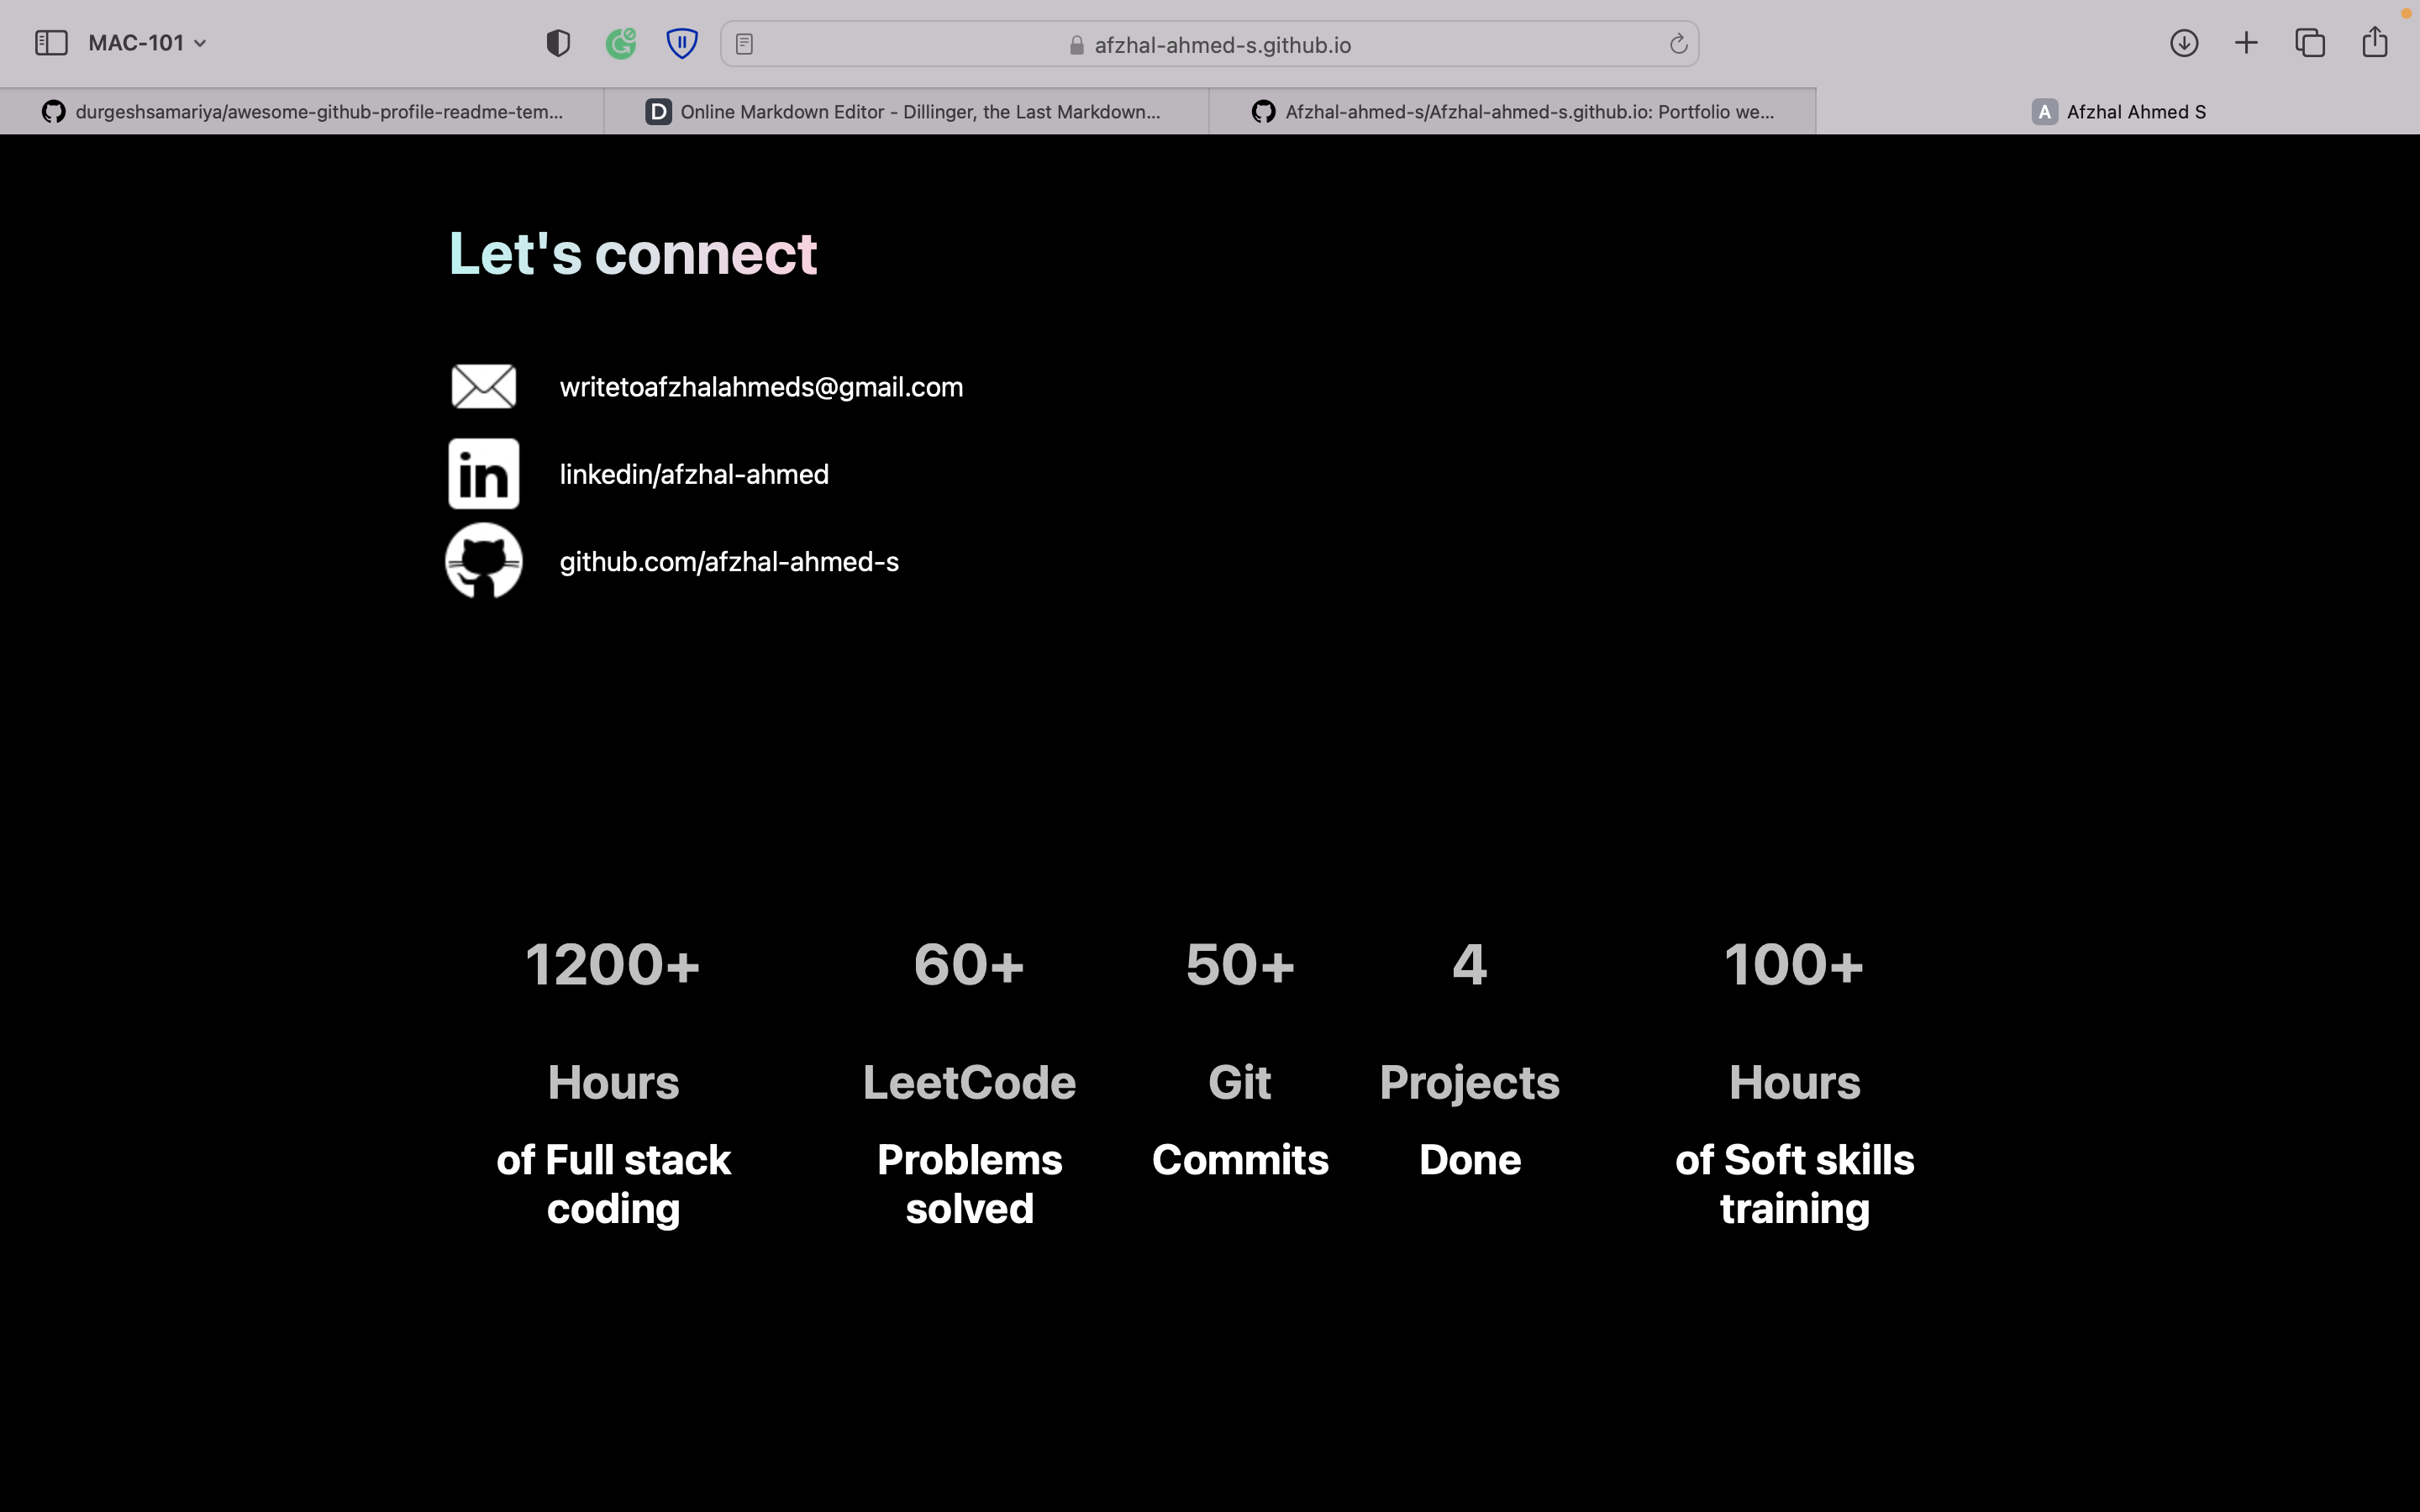 MAC-101
afzhal-ahmed-s.github.io
durgeshsamariya/awesome-github-profile-readme-tem...
D Online Markdown Editor - Dillinger, the Last Markdown...
Afzhal-ahmed-s/Afzhal-ahmed-s.github.io: Portfolio we...
A Afzhal Ahmed S
Let's connect
writetoafzhalahmeds@gmail.com
in linkedin/afzhal-ahmed
github.com/afzhal-ahmed-s
1200+ 60+ 50+ 4 100+
Hours LeetCode Git Projects Hours
of Full stack Problems Commits Done of Soft skills
coding solved training